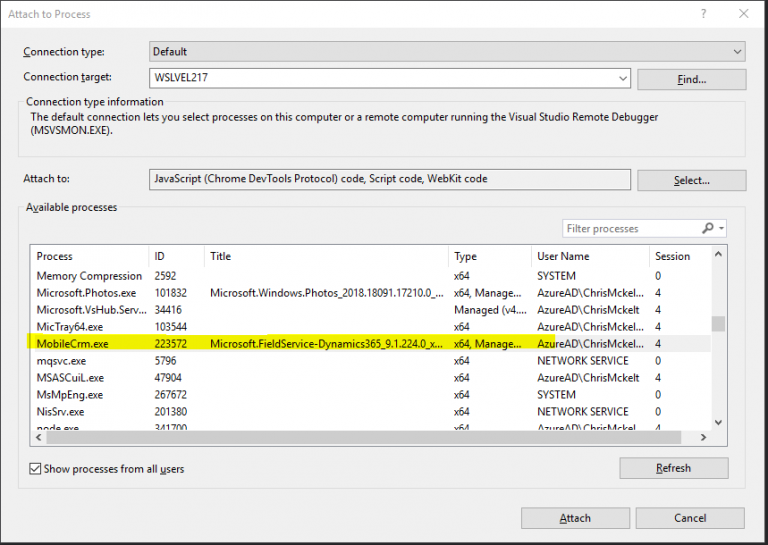 Attach to Process
Connection type: Default
Connection target: WSLVEL217 Find...
Connection type information
The default connection lets you select processes on this computer or a remote computer running the Visual Studio Remote Debugger
(MSVSMON.EXE).
Attach to: JavaScript (Chrome DevTools Protocol) code, Script code, WebKit code Select...
Available processes
Filter processes
Process ID Title Type User Name Session
Memory Compression 2592 x64 SYSTEM 0
Microsoft.Photos.exe 101832 Microsoft.Windows.Photos_2018.18091.17210.0_... x64, Manage... AzureAD\ChrisMckel... 4
Microsoft.VsHub.Serv... 34416 Managed (v4.... AzureAD\ChrisMckelt 4
MicTray64.exe 103544 x64 AzureAD\ChrisMckelt 4
MobileCrm.exe 223572 Microsoft.FieldService-Dynamics365_9.1.224.0_x... x64, Manage... AzureAD\ChrisMckel... 4
mqsvc.exe 5796 x64 NETWORK SERVICE 0
MSASCuiL.exe 47904 x64 AzureAD\ChrisMckelt 4
MsMpEng.exe 267672 x64 SYSTEM 0
NisSrv.exe 201380 x64 NETWORK SERVICE 0
node.exe 341700 x64 AzureAD\ChrisMckelt 4
Show processes from all users Refresh
Attach Cancel